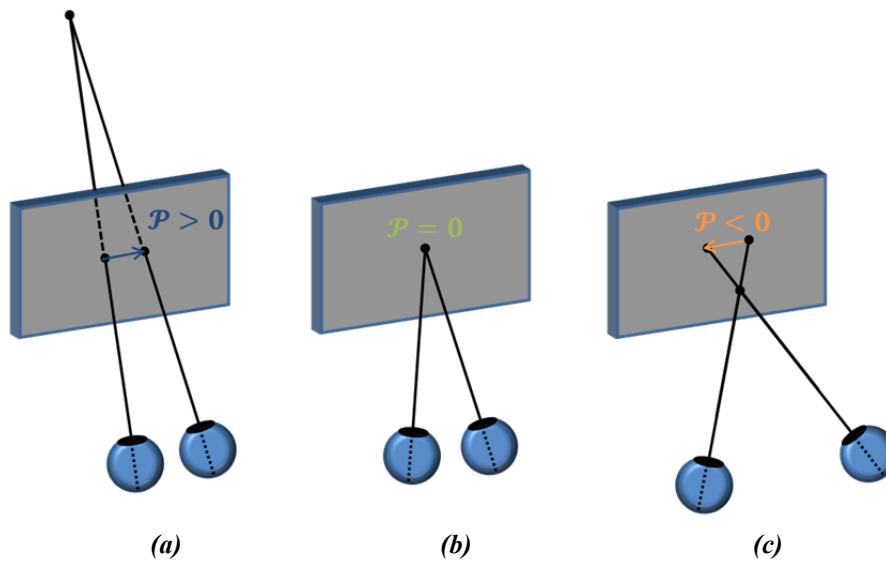 𝒫 > 0
𝒫 = 0
𝒫 < 0
(a)
(b)
(c)